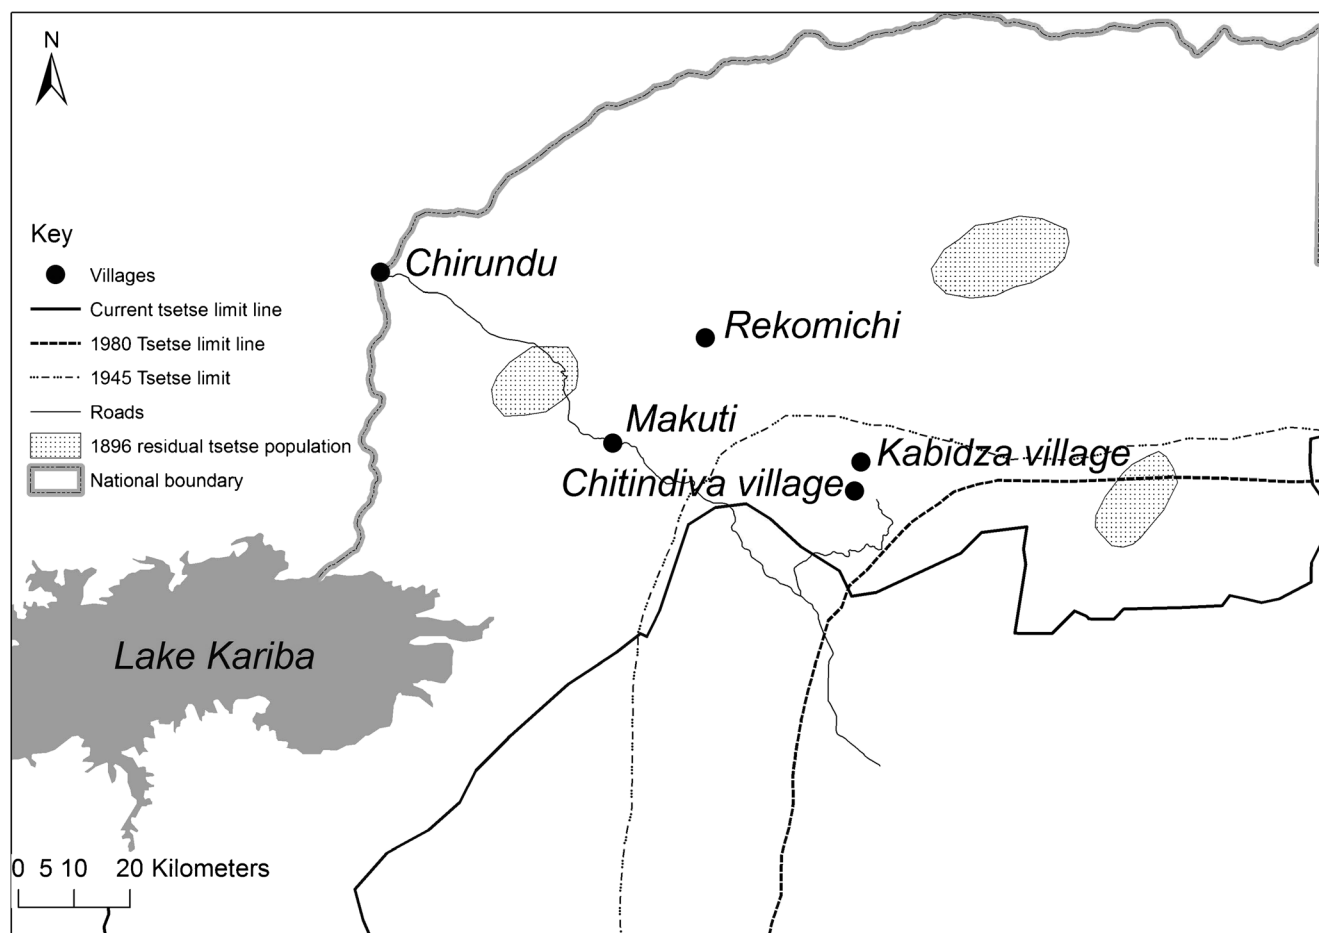 N
Key
Villages
Current tsetse limit line
1980 Tsetse limit line
1945 Tsetse limit
Roads
1896 residual tsetse population
National boundary
Chirundu
Rekomichi
Makuti
Kabidza village
Chitindiva village
Lake Kariba
0 5 10 20 Kilometers